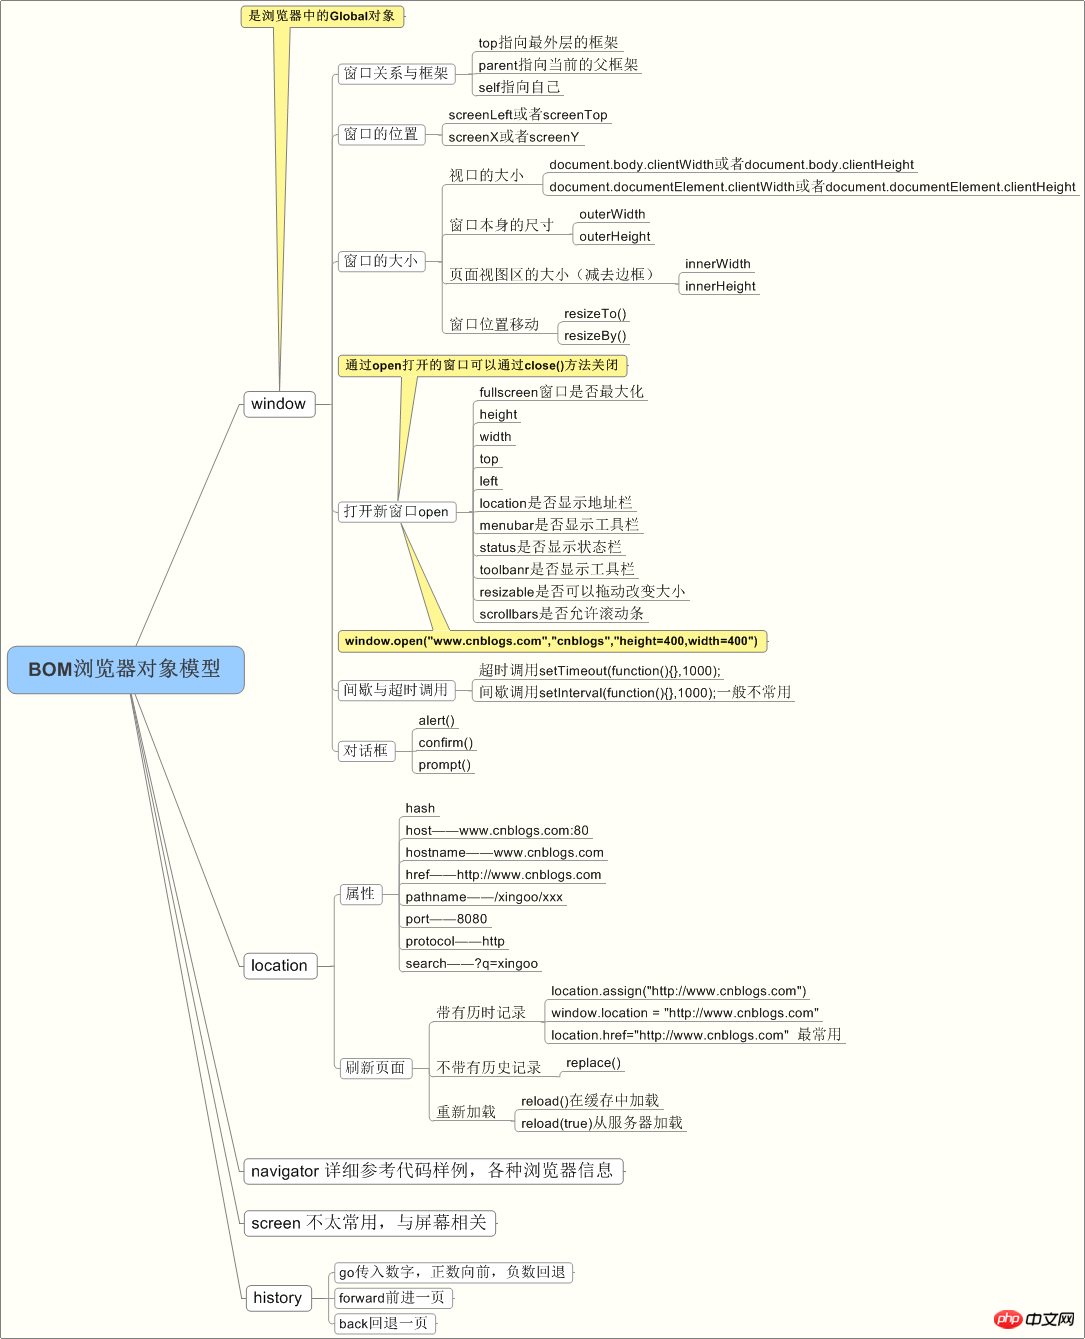 是浏览器中的Global对象
窗口关系与框架
top指向最外层的框架
parent指向当前的父框架
self指向自己
窗口的位置
screenLeft或者screenTop
screenX或者screenY
窗口的大小
视口的大小
document.body.clientWidth或者document.body.clientHeight
document.documentElement.clientWidth或者document.documentElement.clientHeight
窗口本身的尺寸
outerWidth
outerHeight
页面视图区的大小（减去边框）
innerWidth
innerHeight
窗口位置移动
resizeTo()
resizeBy()
window
通过open打开的窗口可以通过close()方法关闭
打开新窗口open
fullscreen窗口是否最大化
height
width
top
left
location是否显示地址栏
menubar是否显示工具栏
status是否显示状态栏
toolbanr是否显示工具栏
resizable是否可以拖动改变大小
scrollbars是否允许滚动条
window.open("www.cnblogs.com","cnblogs","height=400,width=400")
BOM浏览器对象模型
间歇与超时调用
超时调用setTimeout(function(){},1000);
间歇调用setInterval(function(){},1000);一般不常用
对话框
alert()
confirm()
prompt()
location
属性
hash
host——www.cnblogs.com:80
hostname——www.cnblogs.com
href——http://www.cnblogs.com
pathname——/xingoo/xxx
port——8080
protocol——http
search——?q=xingoo
刷新页面
带有历时记录
location.assign("http://www.cnblogs.com")
window.location = "http://www.cnblogs.com"
location.href="http://www.cnblogs.com" 最常用
不带有历史记录
replace()
重新加载
reload()在缓存中加载
reload(true)从服务器加载
navigator 详细参考代码样例，各种浏览器信息
screen 不太常用，与屏幕相关
history
go传入数字，正数向前，负数回退
forward前进一页
back回退一页
php中文网